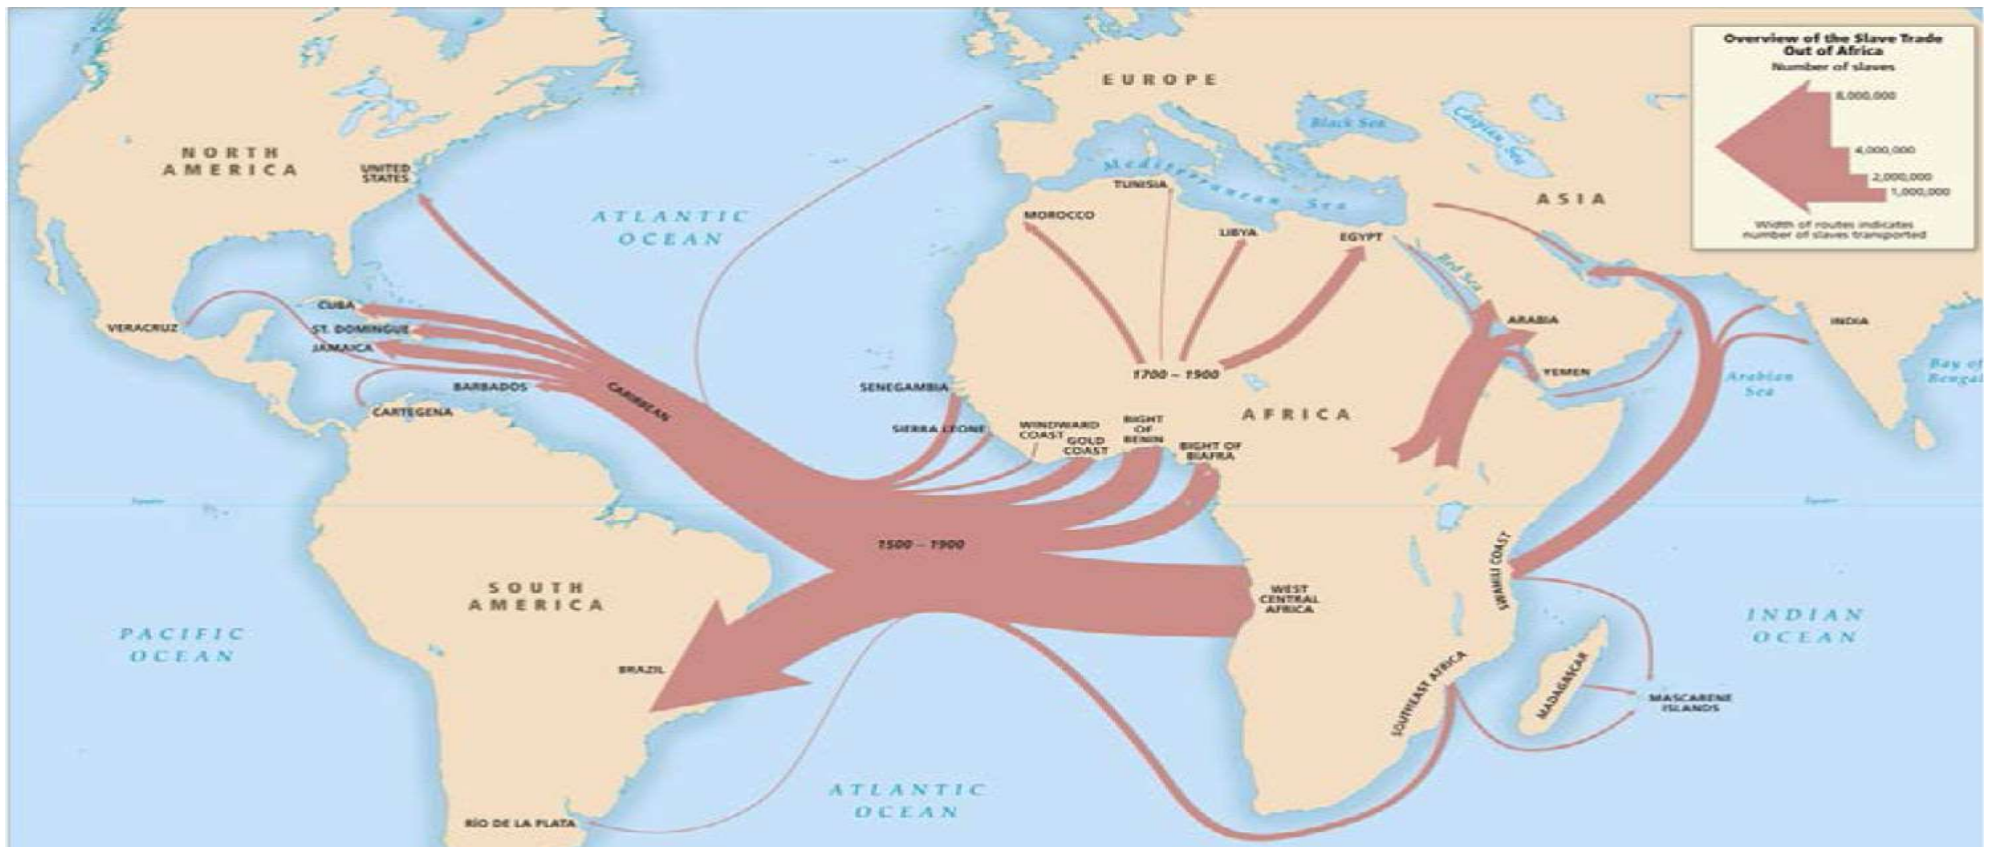 Overview of the Slave Trade
Out of Africa
Number of slaves
8,000,000
4,000,000
2,000,000
1,000,000
Width of routes indicates
number of slaves transported
EUROPE
Black Sea
Caspian Sea
NORTH
AMERICA
UNITED
STATES
ATLANTIC
OCEAN
Mediterranean Sea
TUNISIA
MOROCCO
LIBYA
EGYPT
ASIA
Red Sea
CUBA
VERACRUZ
ST. DOMINGUE
JAMAICA
ARABIA
INDIA
BARBADOS
CARTEGENA
CARIBBEAN
SENEGAMBIA
1700 – 1900
YEMEN
Arabian
Sea
Bay of
Bengal
SIERRA LEONE
WINDWARD
COAST
GOLD
COAST
BIGHT
OF
BENIN
BIGHT OF
BIAFRA
AFRICA
Equator
Equator
1500 – 1900
SOUTH
AMERICA
WEST
CENTRAL
AFRICA
SWAHILI COAST
PACIFIC
OCEAN
INDIAN
OCEAN
BRAZIL
SOUTHEAST AFRICA
MADAGASCAR
MASCARENE
ISLANDS
ATLANTIC
OCEAN
RÍO DE LA PLATA